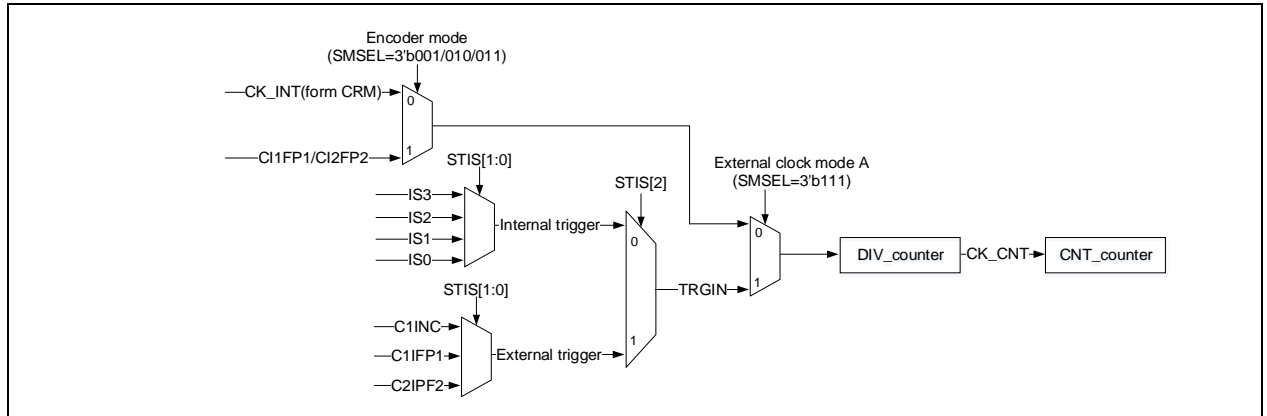 Encoder mode
(SMSEL=3'b001/010/011)
CK_INT(form CRM)
0
1
CI1FP1/CI2FP2
STIS[1:0]
External clock mode A
(SMSEL=3'b111)
STIS[2]
IS3
IS2
IS1
IS0
Internal trigger
0
0
1
DIV_counter
CK_CNT
CNT_counter
TRGIN
STIS[1:0]
C1INC
C1IFP1
C2IPF2
External trigger
1